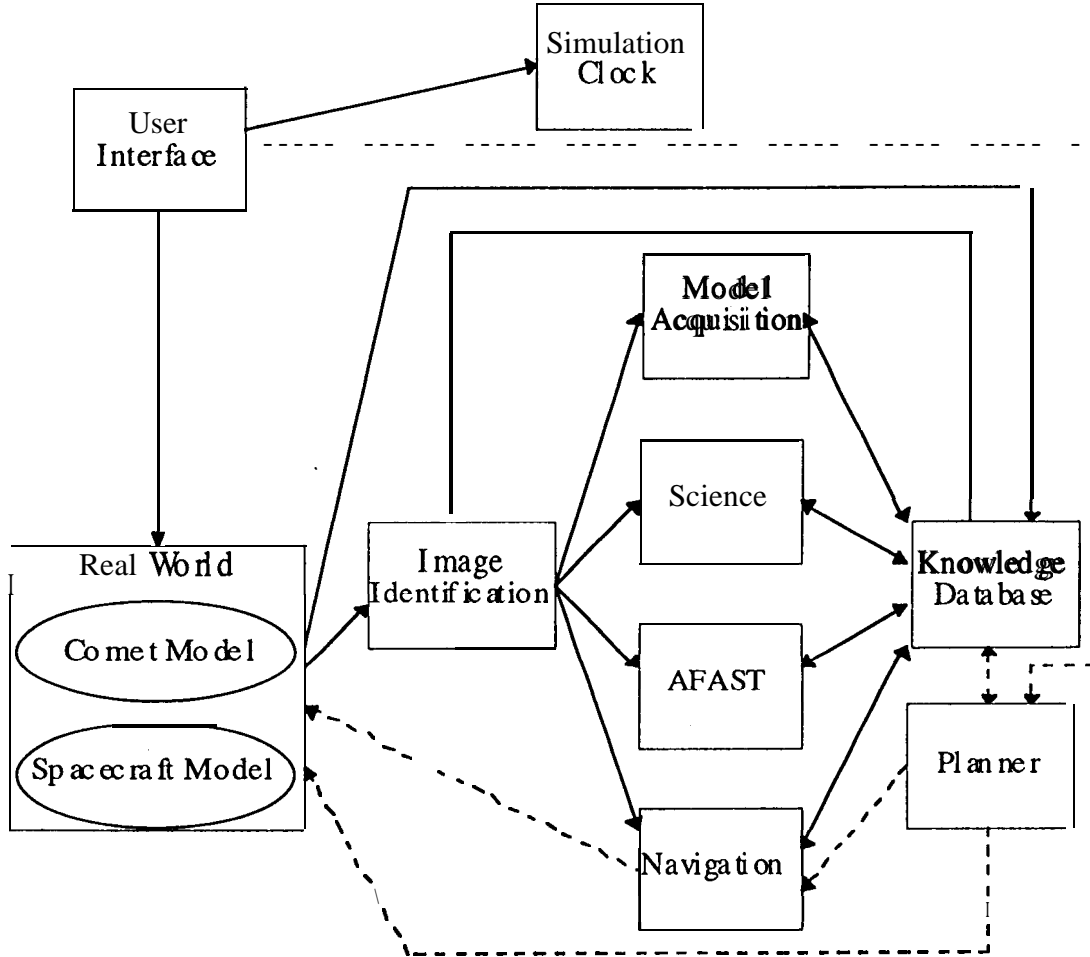 Simulation
Clock
User
Interface
Model
Acquisition
Science
Image
Identification
Knowledge
Database
Real World
Comet Model
AFAST
Spacecraft Model
Planner
Navigation